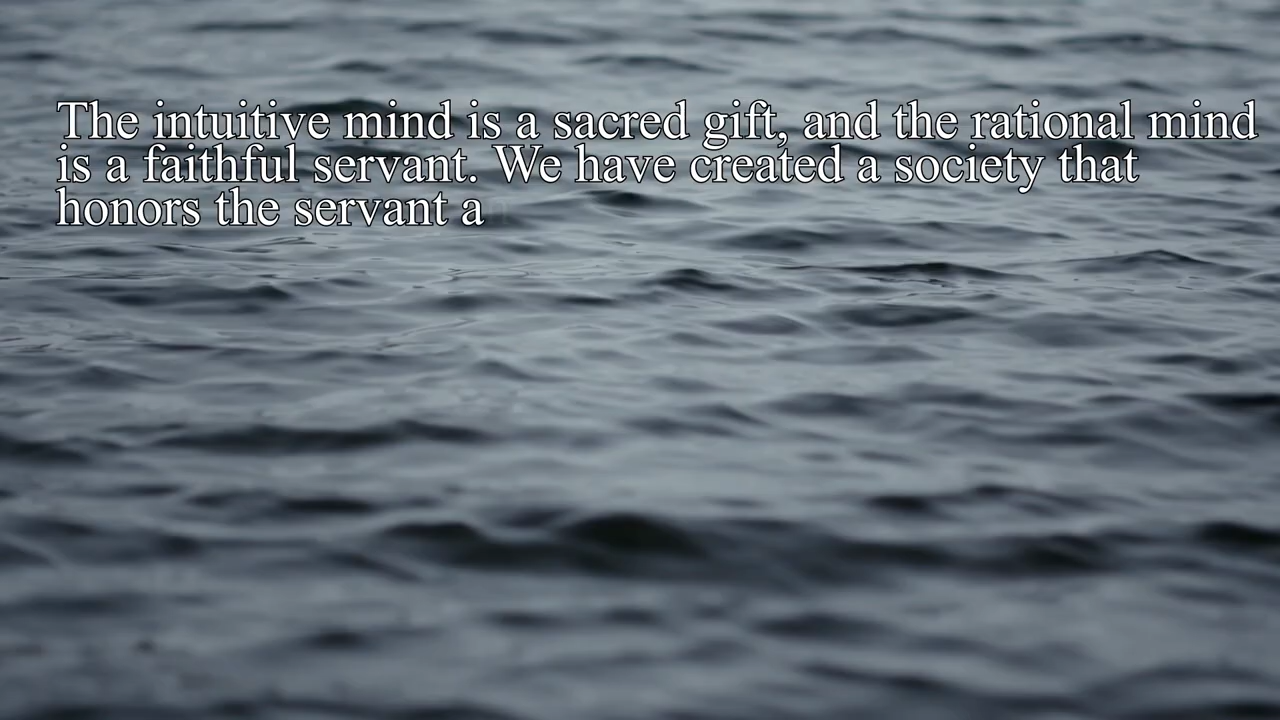 The intuitive mind is a sacred gift, and the rational mind
is a faithful servant. We have created a society that
honors the servant a